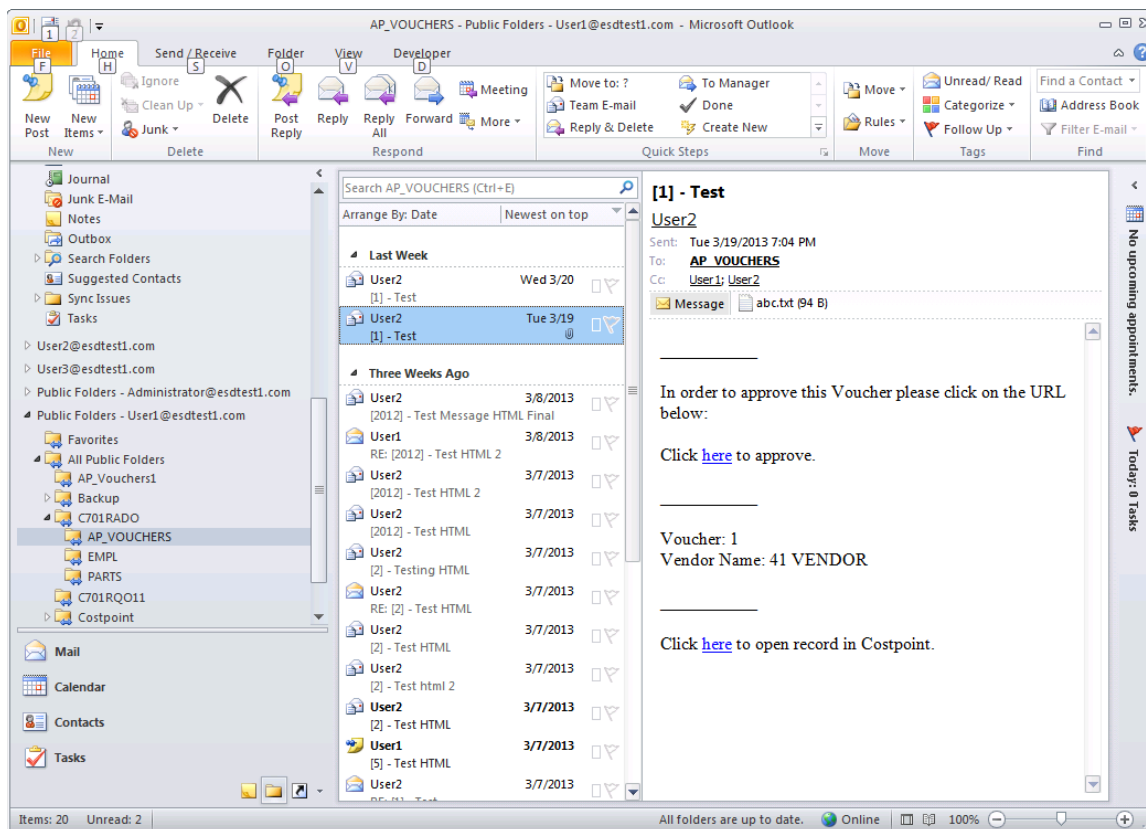 AP_VOUCHERS - Public Folders - User1@esdtest1.com - Microsoft Outlook
1 2
File Home Send / Receive Folder View Developer
F H S O V D
New Post
New Items
Ignore
Clean Up
Junk
Delete
Post Reply
Reply
Reply All
Forward
Meeting
More
Move to: ?
Team E-mail
Reply & Delete
To Manager
Done
Create New
Move
Rules
Unread/ Read
Categorize
Follow Up
Find a Contact
Address Book
Filter E-mail
New Delete Respond Quick Steps Move Tags Find
Journal
Junk E-Mail
Notes
Outbox
Search Folders
Suggested Contacts
Sync Issues
Tasks
User2@esdtest1.com
User3@esdtest1.com
Public Folders - Administrator@esdtest1.com
Public Folders - User1@esdtest1.com
Favorites
All Public Folders
AP_Vouchers1
Backup
C701RADO
AP_VOUCHERS
EMPL
PARTS
C701RQO11
Costpoint
Mail
Calendar
Contacts
Tasks
Search AP_VOUCHERS (Ctrl+E)
Arrange By: Date Newest on top
Last Week
User2 Wed 3/20
[1] - Test
User2 Tue 3/19
[1] - Test
Three Weeks Ago
User2 3/8/2013
[2012] - Test Message HTML Final
User1 3/8/2013
RE: [2012] - Test HTML 2
User2 3/7/2013
[2012] - Test HTML 2
User2 3/7/2013
[2012] - Test HTML
User2 3/7/2013
[2] - Testing HTML
User2 3/7/2013
RE: [2] - Test HTML
User2 3/7/2013
[2] - Test HTML
User2 3/7/2013
[2] - Test html 2
User2 3/7/2013
[2] - Test HTML
User1 3/7/2013
[5] - Test HTML
User2 3/7/2013
RE: [1] - Test
[1] - Test
User2
Sent: Tue 3/19/2013 7:04 PM
To: AP_VOUCHERS
Cc: User1; User2
Message abc.txt (94 B)
In order to approve this Voucher please click on the URL
below:
Click here to approve.
Voucher: 1
Vendor Name: 41 VENDOR
Click here to open record in Costpoint.
No upcoming appointments.
Today: 0 Tasks
Items: 20 Unread: 2 All folders are up to date. Online 100%